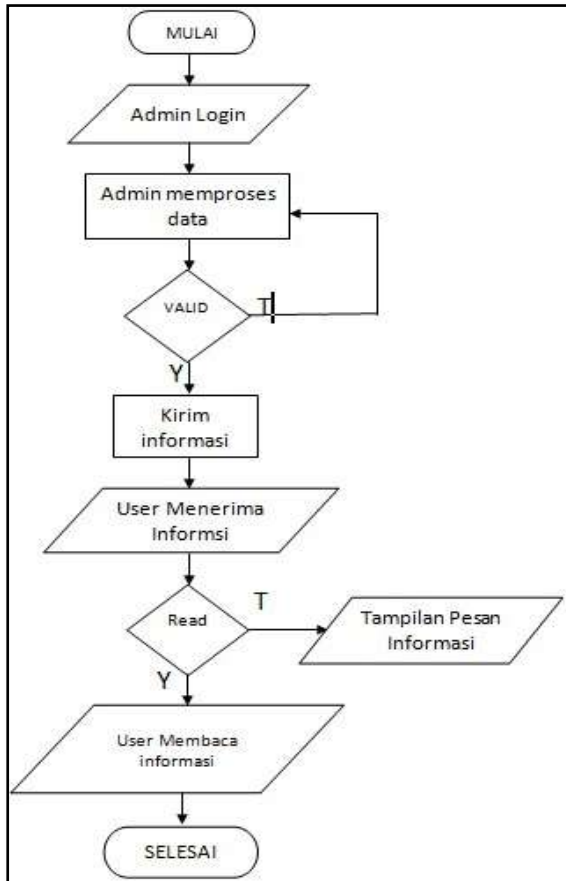 MULAI
Admin Login
Admin memproses
data
VALID
T
Y
Kirim
informasi
User Menerima
Informsi
Read
T
Tampilan Pesan
Informasi
Y
User Membaca
informasi
SELESAI